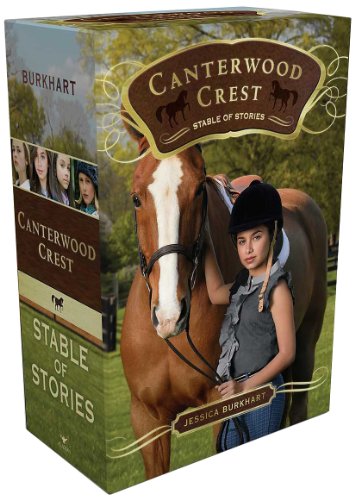 BURKHART
CANTERWOOD
CREST
STABLE
OF
STORIES
CANTERWOOD
CREST
STABLE OF STORIES
JESSICA BURKHART